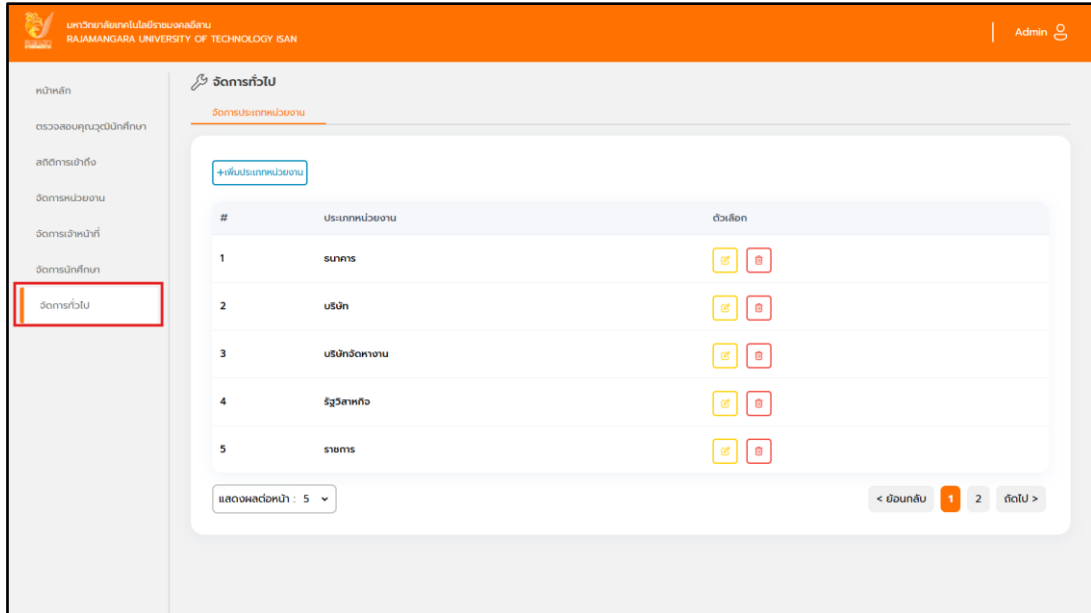 มหาวิทยาลัยเทคโนโลยีราชมงคลอีสาน
RAJAMANGARA UNIVERSITY OF TECHNOLOGY ISAN
Admin
หน้าหลัก
ตรวจสอบคุณวุฒินักศึกษา
สถิติการเข้าถึง
จัดการหน่วยงาน
จัดการเจ้าหน้าที่
จัดการนักศึกษา
จัดการทั่วไป
จัดการทั่วไป
จัดการประเภทหน่วยงาน
+เพิ่มประเภทหน่วยงาน
# ประเภทหน่วยงาน ตัวเลือก
1 ธนาคาร
2 บริษัท
3 บริษัทจัดหางาน
4 รัฐวิสาหกิจ
5 ราชการ
แสดงผลต่อหน้า : 5
< ย้อนกลับ 1 2 ถัดไป >